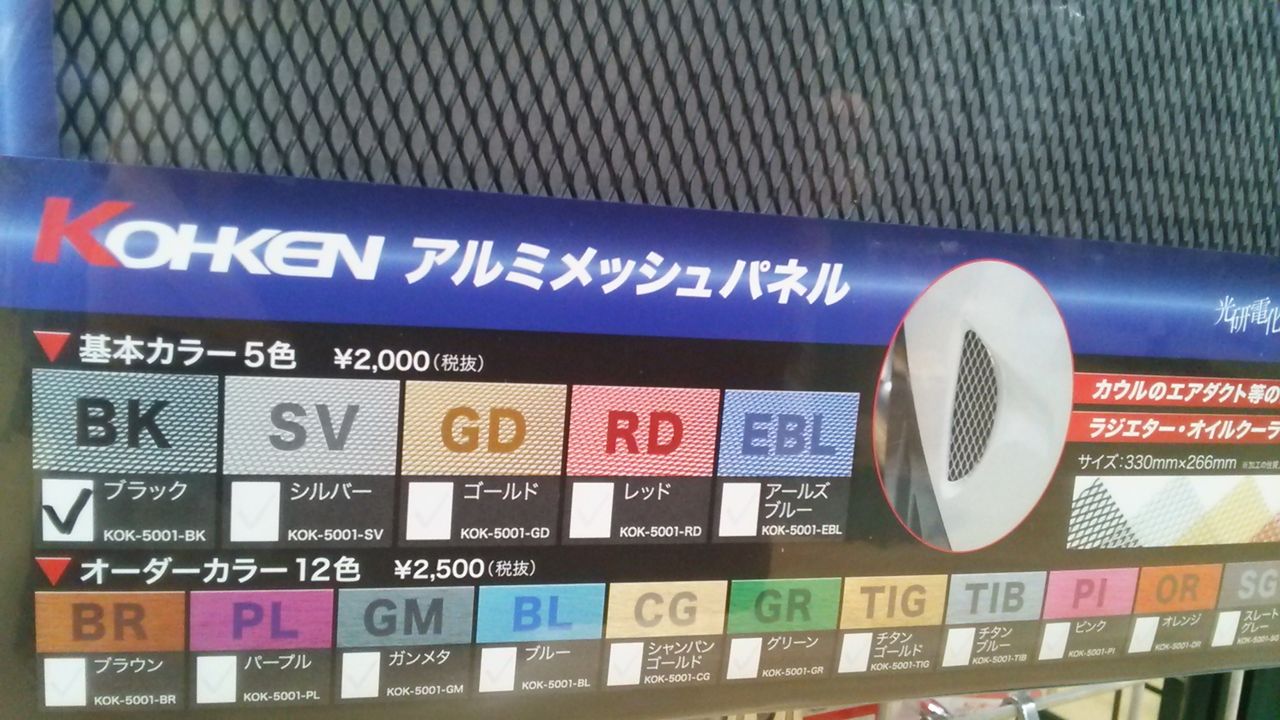 KOHKEN アルミメッシュパネル
光研電化
カウルのエアダクト等の
ラジエター・オイルクーラ
サイズ:330mm×266mm
基本カラー5色 ¥2,000(税抜)
BK SV GD RD EBL
ブラック シルバー ゴールド レッド アールズブルー
KOK-5001-BK KOK-5001-SV KOK-5001-GD KOK-5001-RD KOK-5001-EBL
オーダーカラー12色 ¥2,500(税抜)
BR PL GM BL CG GR TIG TIB PI OR SG
ブラウン パープル ガンメタ ブルー シャンパンゴールド グリーン チタンゴールド チタンブルー ピンク オレンジ スレートグレー
KOK-5001-BR KOK-5001-PL KOK-5001-GM KOK-5001-BL KOK-5001-CG KOK-5001-GR KOK-5001-TIG KOK-5001-TIB KOK-5001-PI KOK-5001-OR